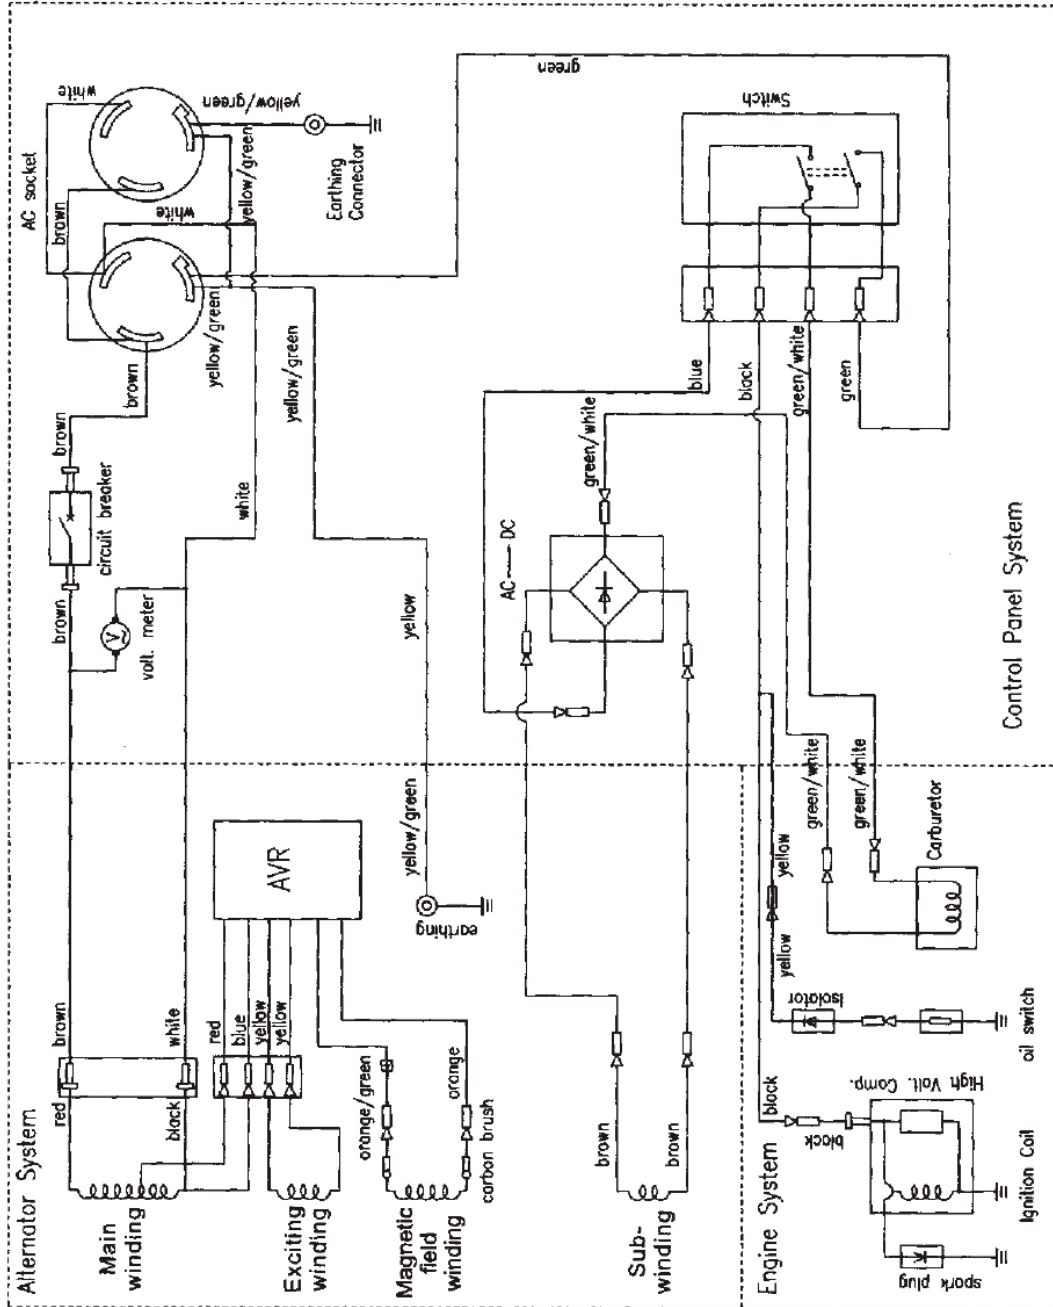 Alternator System
Main
winding
red
brown
black
white
Exciting
winding
red
blue
yellow
yellow
AVR
Magnetic
field
winding
orange/green
orange
carbon brush
earthing
yellow/green
yellow
Sub-
winding
brown
brown
Engine System
spark plug
Ignition Coil
High Volt. Comp.
black
black
oil switch
Isolator
yellow
yellow
Carburetor
green/white
green/white
Control Panel System
brown
V
volt. meter
circuit breaker
brown
brown
white
AC socket
brown
white
white
yellow/green
yellow/green
yellow/green
yellow/green
Earthing
Connector
green
AC — DC
green/white
blue
black
green/white
green
Switch